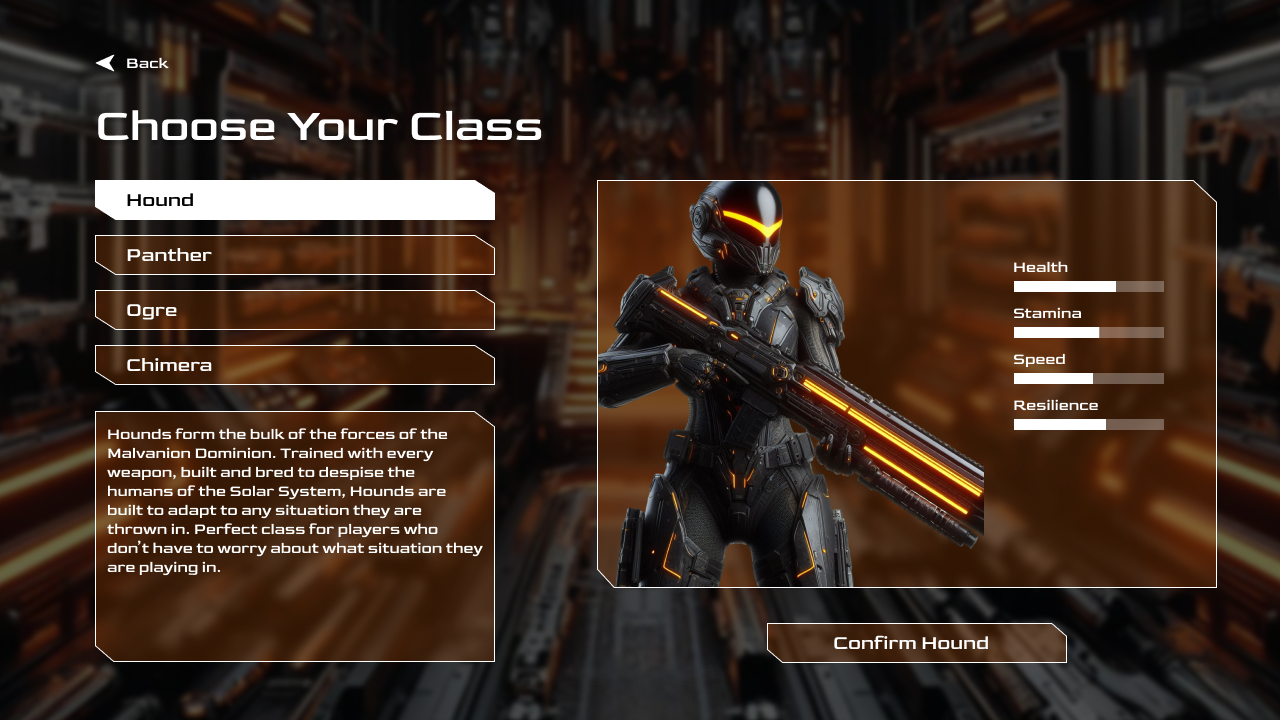 Back
Choose Your Class
Hound
Panther
Ogre
Chimera
Hounds form the bulk of the forces of the
Malvanion Dominion. Trained with every
weapon, built and bred to despise the
humans of the Solar System, Hounds are
built to adapt to any situation they are
thrown in. Perfect class for players who
don't have to worry about what situation they
are playing in.
Health
Stamina
Speed
Resilience
Confirm Hound